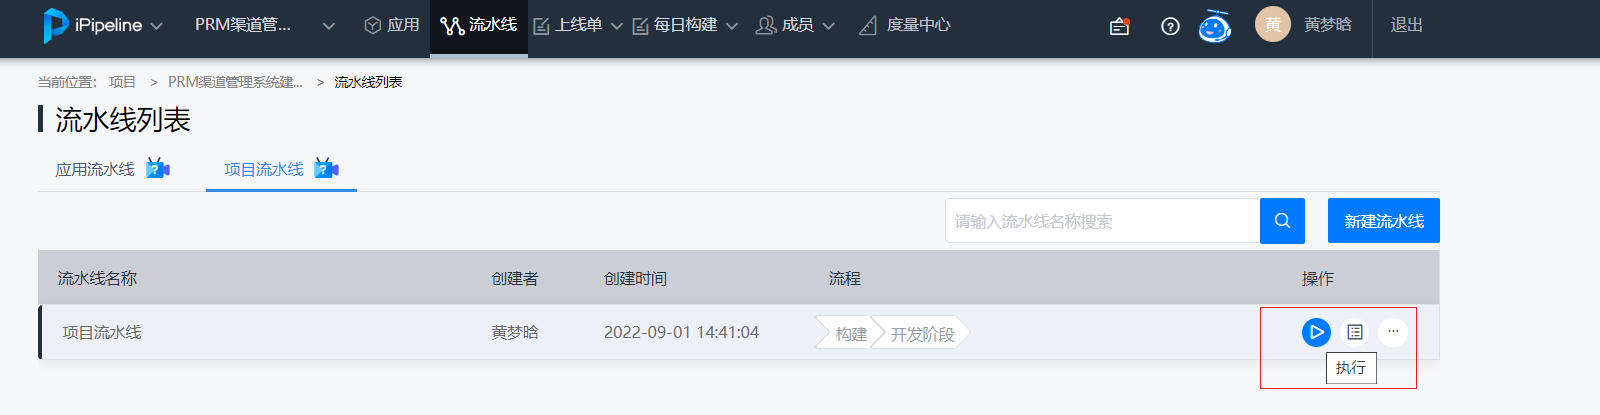 iPipeline PRM渠道管... 应用 流水线 上线单 每日构建 成员 度量中心 黄 黄梦晗 退出
当前位置: 项目 > PRM渠道管理系统建... > 流水线列表
流水线列表
应用流水线 项目流水线
请输入流水线名称搜索 新建流水线
流水线名称 创建者 创建时间 流程 操作
项目流水线 黄梦晗 2022-09-01 14:41:04 构建 开发阶段
执行